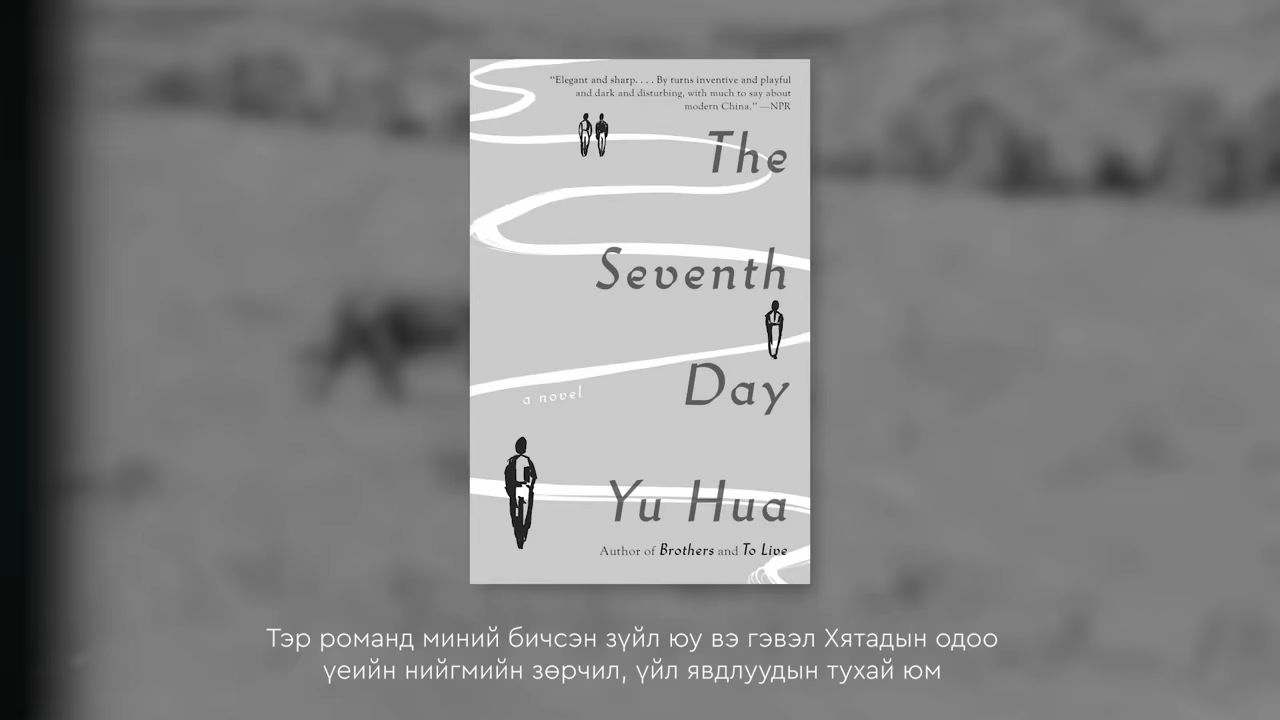 “Elegant and sharp. . . . By turns inventive and playful
and dark and disturbing, with much to say about
modern China.” —NPR
The
Seventh
Day
a novel
Yu Hua
Author of Brothers and To Live
Тэр романд миний бичсэн зүйл юу вэ гэвэл Хятадын одоо
үеийн нийгмийн зөрчил, үйл явдлуудын тухай юм